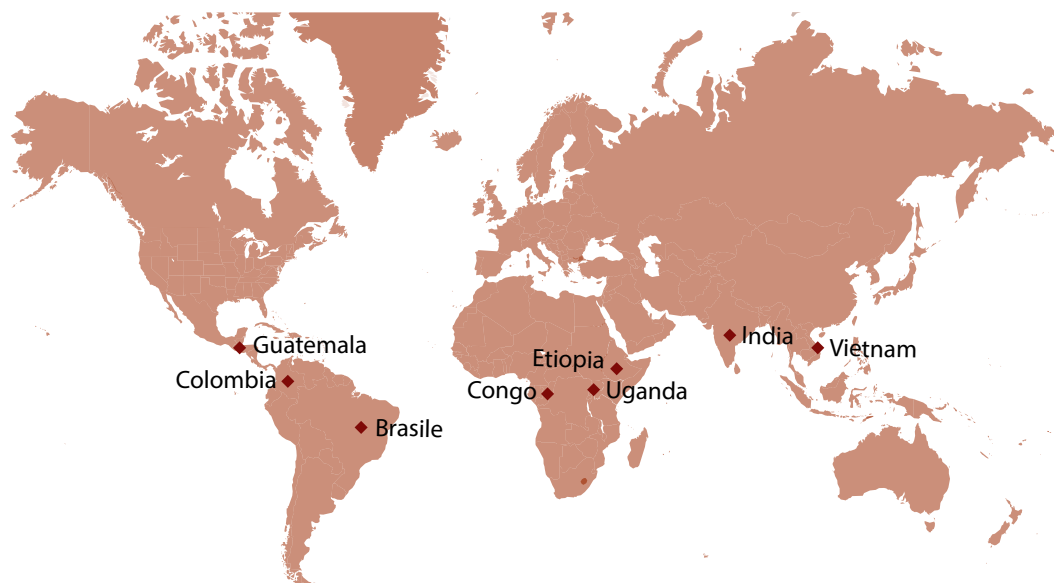 Guatemala
Colombia
Brasile
Etiopia
Congo
Uganda
India
Vietnam